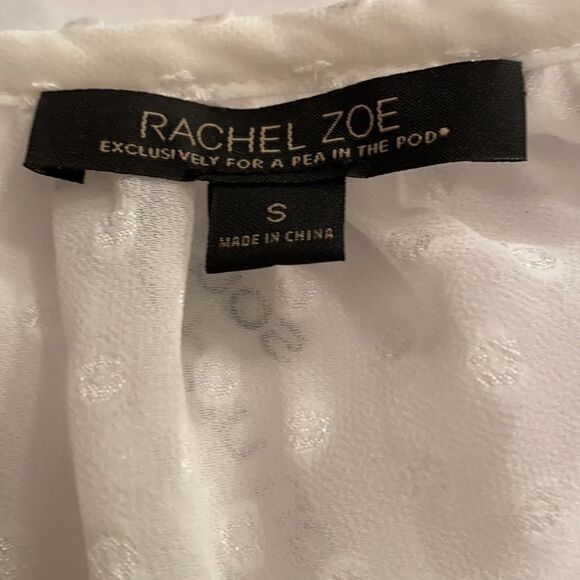 RACHEL ZOE
EXCLUSIVELY FOR A PEA IN THE POD®
S
MADE IN CHINA